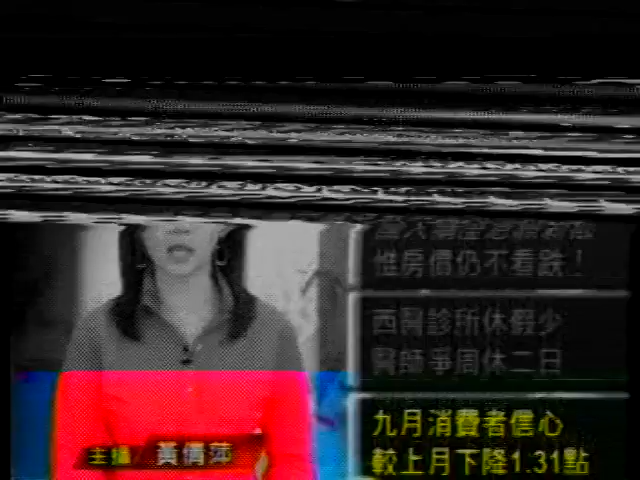 惟房價仍不看跌！
西醫診所休假少
醫師爭周休二日
九月消費者信心
較上月下降1.31點
主播 黃倩萍